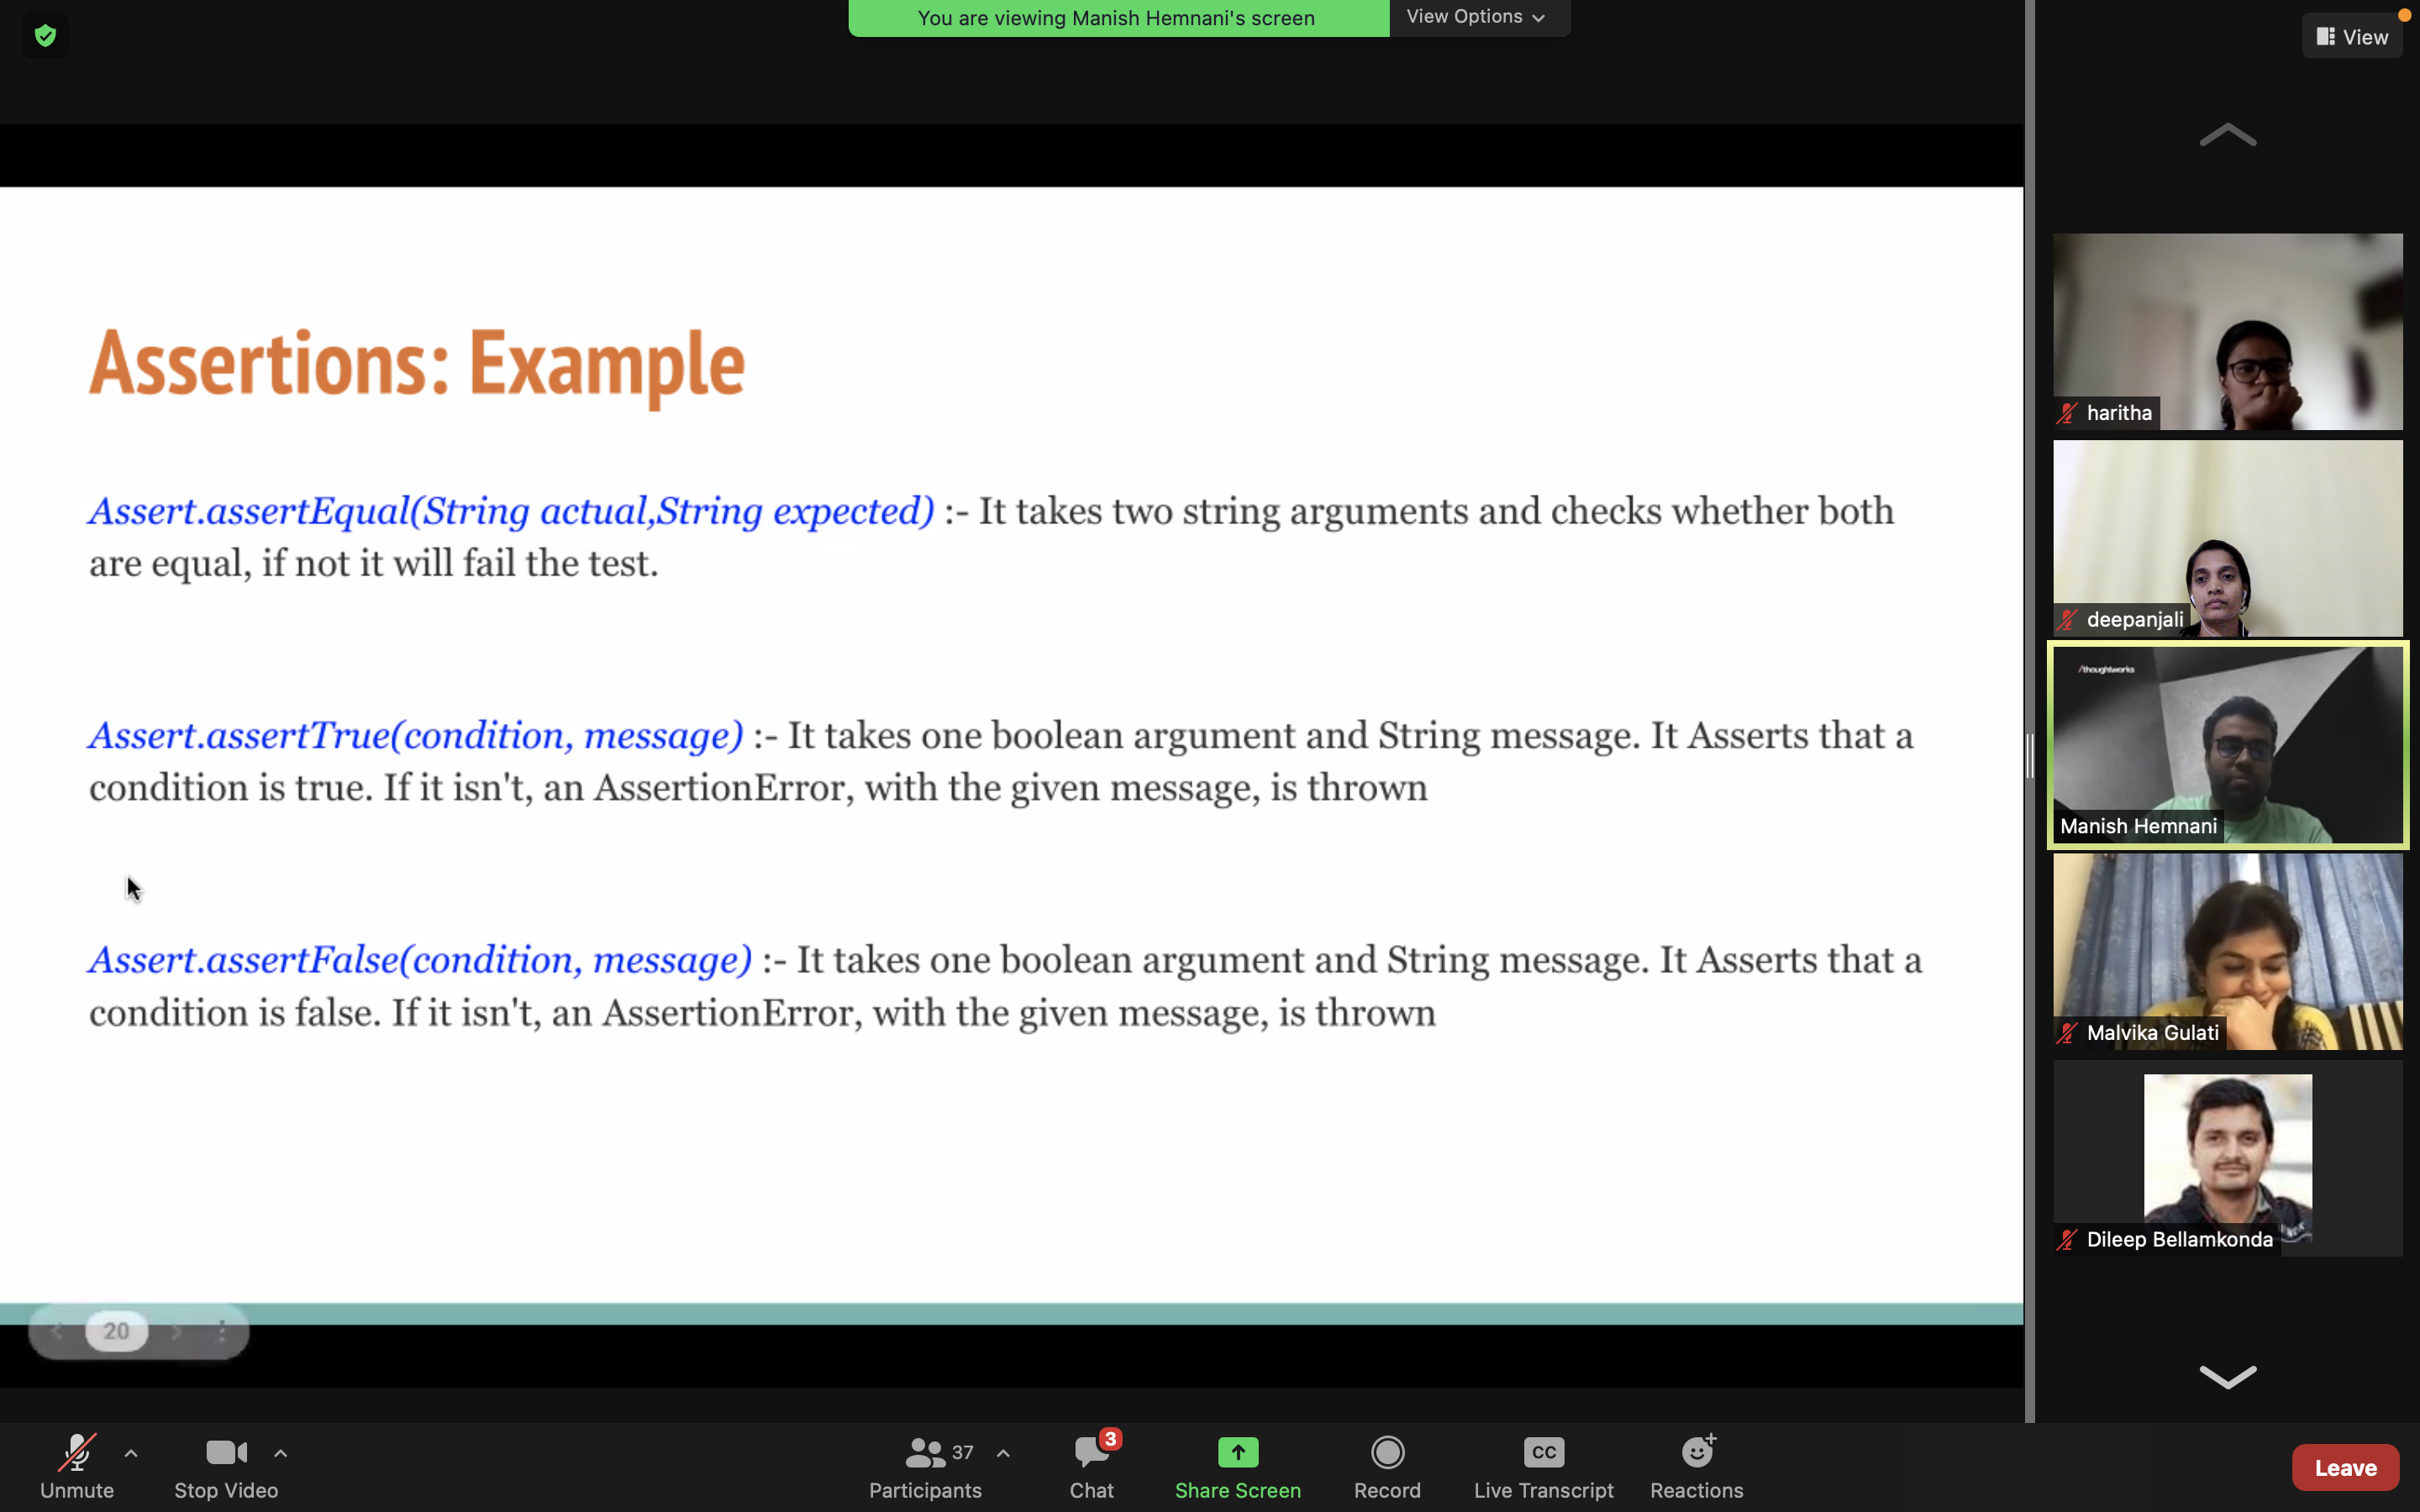 You are viewing Manish Hemnani's screen
View Options
View
Assertions: Example
Assert.assertEqual(String actual,String expected) :- It takes two string arguments and checks whether both
are equal, if not it will fail the test.
Assert.assertTrue(condition, message) :- It takes one boolean argument and String message. It Asserts that a
condition is true. If it isn't, an AssertionError, with the given message, is thrown
Assert.assertFalse(condition, message) :- It takes one boolean argument and String message. It Asserts that a
condition is false. If it isn't, an AssertionError, with the given message, is thrown
20
haritha
deepanjali
/thoughtworks
Manish Hemnani
Malvika Gulati
Dileep Bellamkonda
Unmute
Stop Video
37
Participants
3
Chat
Share Screen
Record
CC
Live Transcript
Reactions
Leave